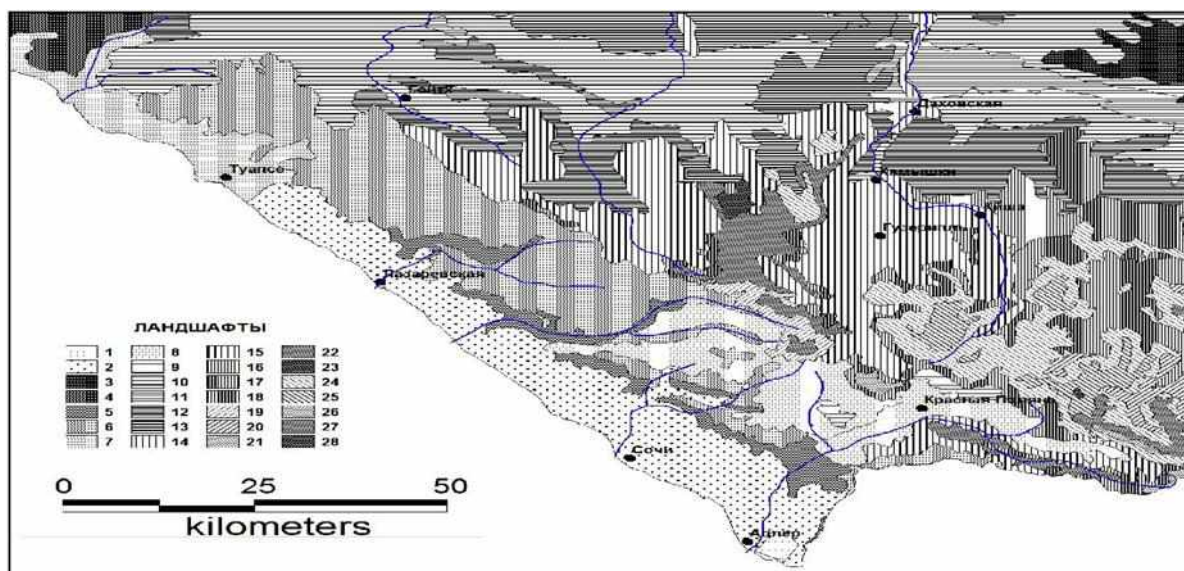 Туапсе
Лазаревская
Гузерипль
Красная Поляна
Сочи
Адлер
ЛАНДШАФТЫ
1 8 15 22
2 9 16 23
3 10 17 24
4 11 18 25
5 12 19 26
6 13 20 27
7 14 21 28
0 25 50
kilometers